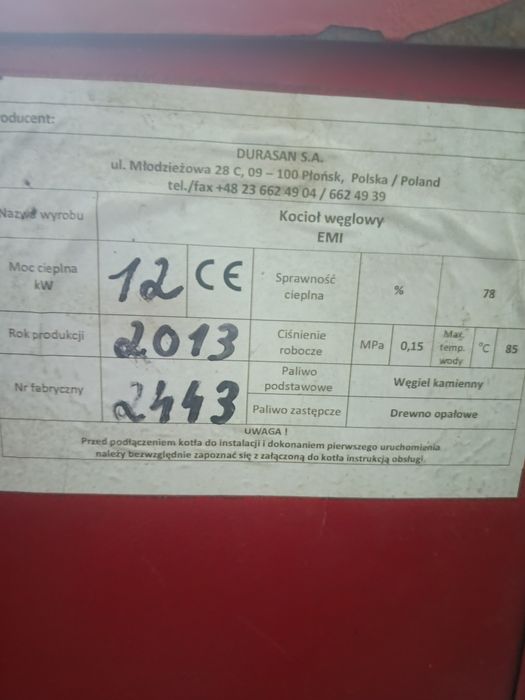 oducent:
DURASAN S.A.
ul. Młodzieżowa 28 C, 09 – 100 Płońsk, Polska / Poland
tel./fax +48 23 662 49 04 / 662 49 39
Nazwa wyrobu
Kocioł węglowy
EMI
Moc cieplna
kW
12
CE
Sprawność
cieplna
%
78
Rok produkcji
2013
Ciśnienie
robocze
MPa
0,15
Max.
temp.
wody
°C
85
Nr fabryczny
2443
Paliwo
podstawowe
Węgiel kamienny
Paliwo zastępcze
Drewno opałowe
UWAGA !
Przed podłączeniem kotła do instalacji i dokonaniem pierwszego uruchomienia
należy bezwzględnie zapoznać się z załączoną do kotła instrukcją obsługi.